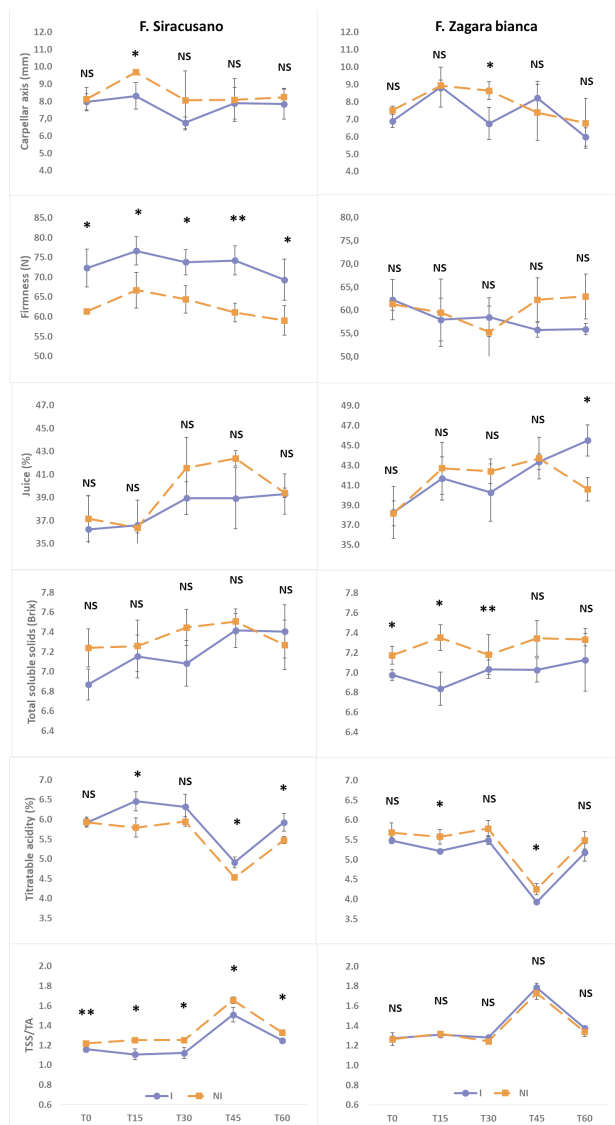 F. Siracusano
F. Zagara bianca
Carpellar axis (mm)
12.0
11.0
10.0
9.0
8.0
7.0
6.0
5.0
4.0
NS
*
NS
NS
NS
12.0
11.0
10.0
9.0
8.0
7.0
6.0
5.0
4.0
NS
NS
*
NS
NS
Firmness (N)
85.0
80.0
75.0
70.0
65.0
60.0
55.0
50.0
*
*
*
**
*
80,0
75,0
70,0
65,0
60,0
55,0
50,0
NS
NS
NS
NS
NS
Juice (%)
47.0
45.0
43.0
41.0
39.0
37.0
35.0
NS
NS
NS
NS
NS
49.0
47.0
45.0
43.0
41.0
39.0
37.0
35.0
NS
NS
NS
NS
*
Total soluble solids (Brix)
7.8
7.6
7.4
7.2
7.0
6.8
6.6
6.4
NS
NS
NS
NS
NS
7.8
7.6
7.4
7.2
7.0
6.8
6.6
6.4
*
*
**
NS
NS
Titratable acidity (%)
7.0
6.5
6.0
5.5
5.0
4.5
4.0
3.5
NS
*
NS
*
*
7.0
6.5
6.0
5.5
5.0
4.5
4.0
3.5
NS
*
NS
*
NS
TSS/TA
2.0
1.8
1.6
1.4
1.2
1.0
0.8
0.6
**
*
*
*
*
I
NI
T0
T15
T30
T45
T60
2.0
1.8
1.6
1.4
1.2
1.0
0.8
0.6
NS
NS
NS
NS
NS
I
NI
T0
T15
T30
T45
T60